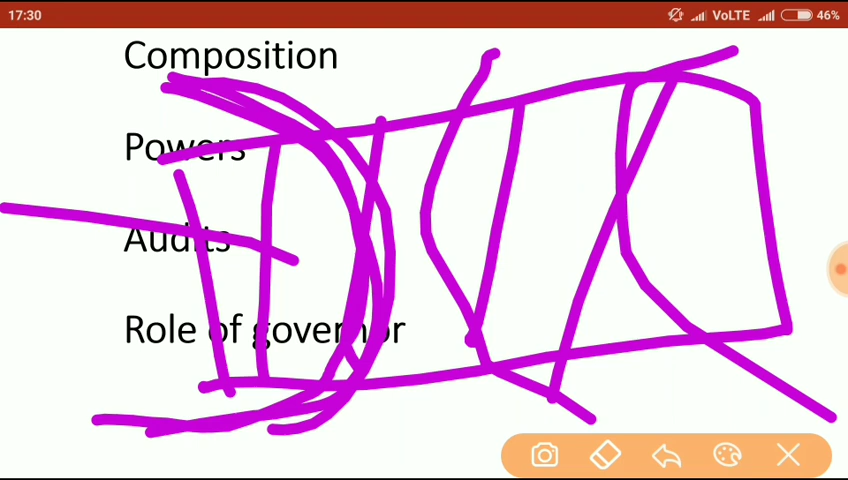 17:30 VoLTE 46%
Composition
Powers
Audits
Role of governor